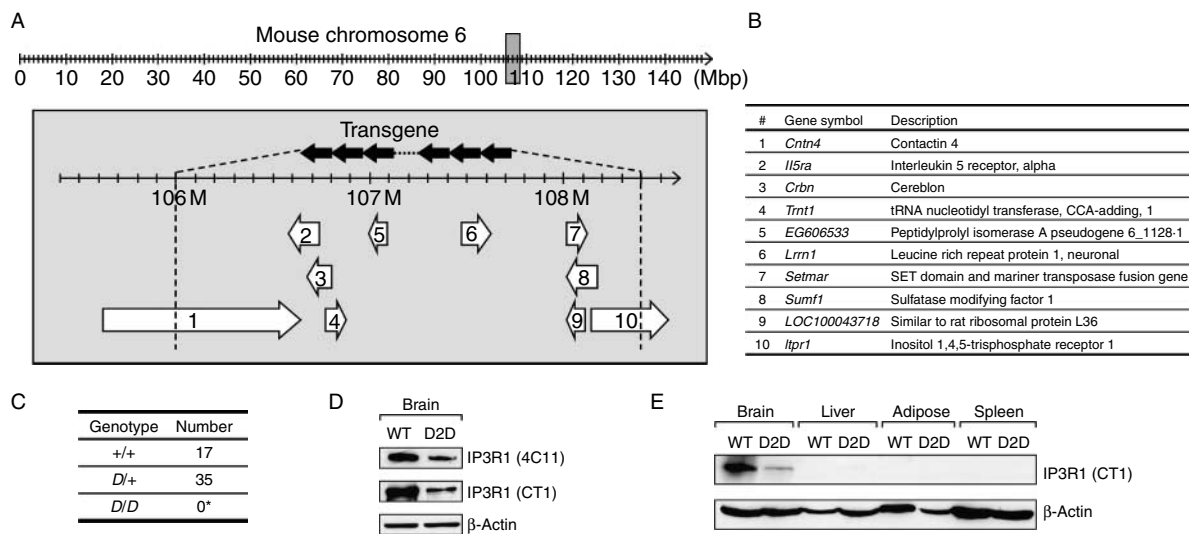 A
Mouse chromosome 6
0 10 20 30 40 50 60 70 80 90 100 110 120 130 140 (Mbp)
Transgene
106 M 107 M 108 M
2 5 6 7
3 8
1 4 9 10
B
# Gene symbol Description
1 Cntn4 Contactin 4
2 Il5ra Interleukin 5 receptor, alpha
3 Crbn Cereblon
4 Trnt1 tRNA nucleotidyl transferase, CCA-adding, 1
5 EG606533 Peptidylprolyl isomerase A pseudogene 6_1128·1
6 Lrrn1 Leucine rich repeat protein 1, neuronal
7 Setmar SET domain and mariner transposase fusion gene
8 Sumf1 Sulfatase modifying factor 1
9 LOC100043718 Similar to rat ribosomal protein L36
10 Itpr1 Inositol 1,4,5-trisphosphate receptor 1
C
Genotype Number
+/+ 17
D/+ 35
D/D 0*
D
Brain
WT D2D
IP3R1 (4C11)
IP3R1 (CT1)
β-Actin
E
Brain Liver Adipose Spleen
WT D2D WT D2D WT D2D WT D2D
IP3R1 (CT1)
β-Actin